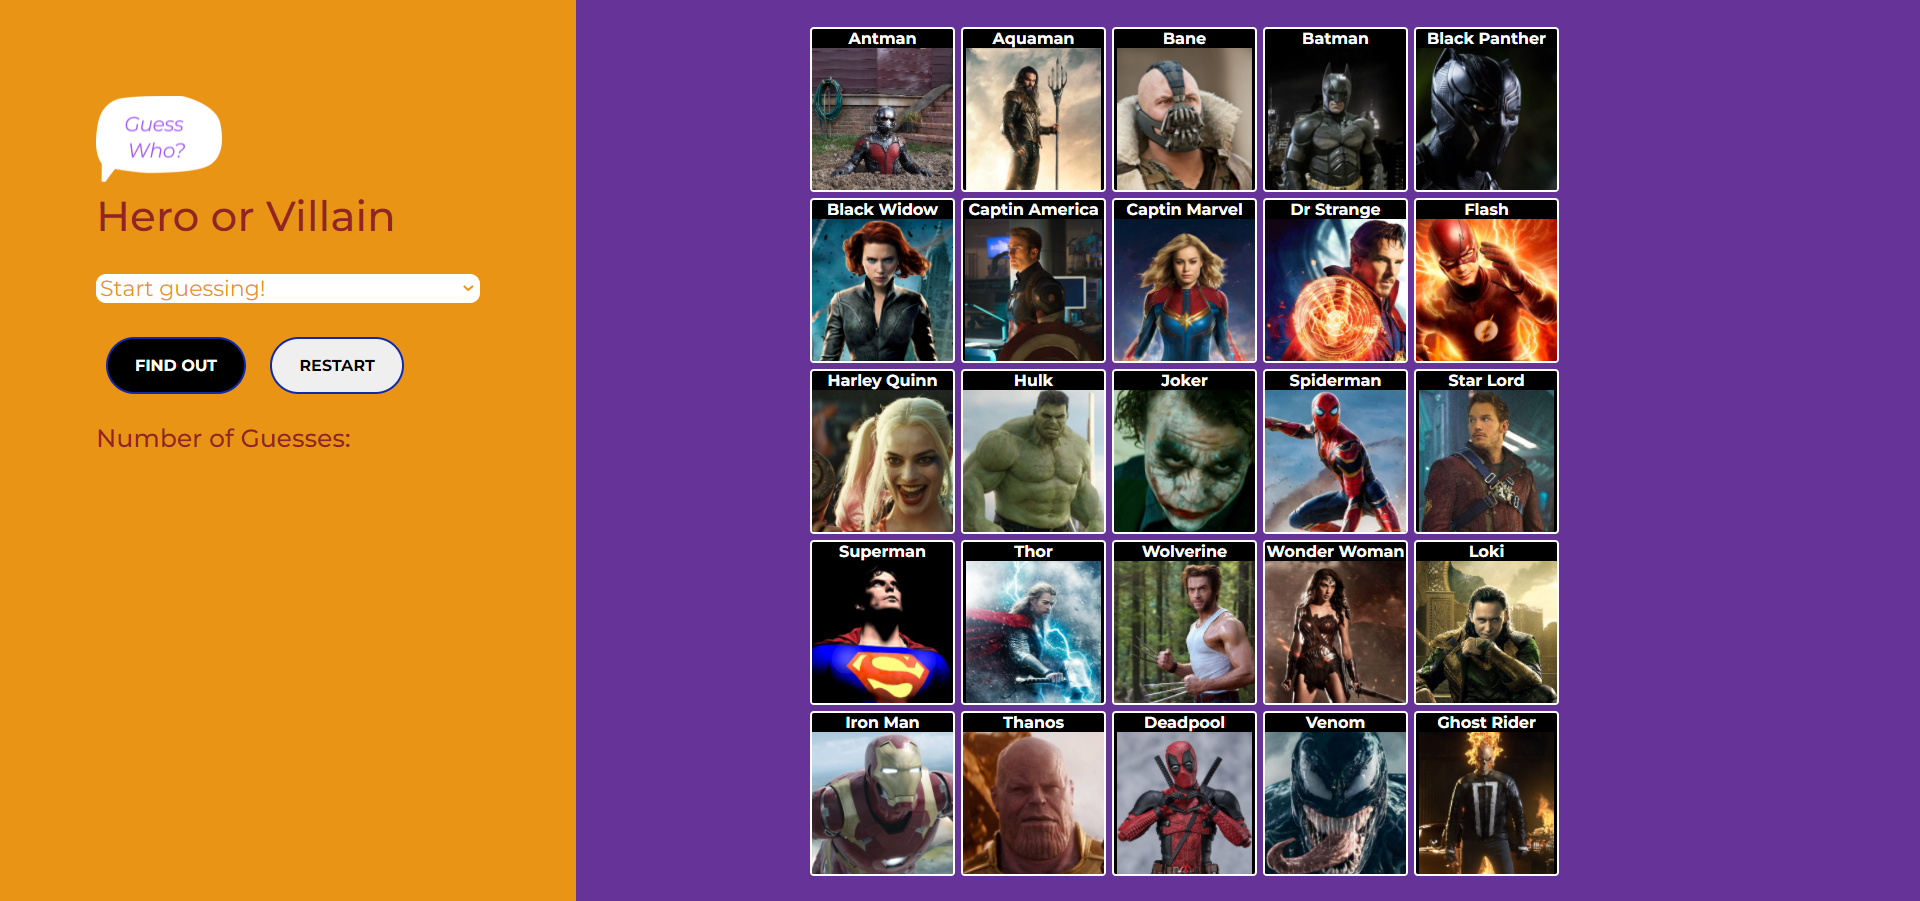 Guess
Who?
Hero or Villain
Start guessing!
FIND OUT
RESTART
Number of Guesses:
Antman
Aquaman
Bane
Batman
Black Panther
Black Widow
Captin America
Captin Marvel
Dr Strange
Flash
Harley Quinn
Hulk
Joker
Spiderman
Star Lord
Superman
Thor
Wolverine
Wonder Woman
Loki
Iron Man
Thanos
Deadpool
Venom
Ghost Rider